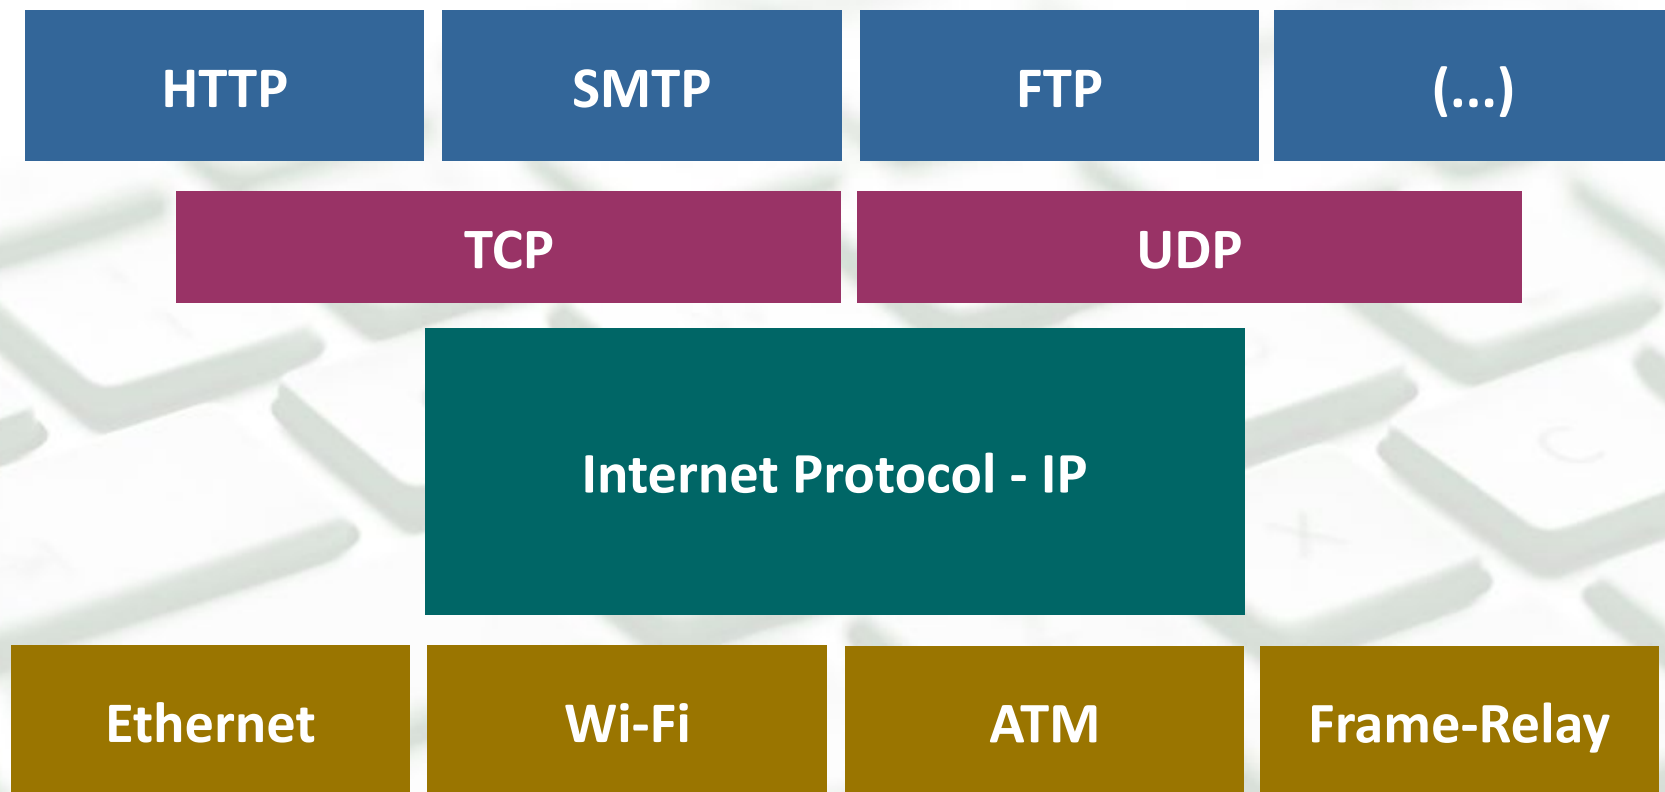 HTTP
SMTP
FTP
(...)
TCP
UDP
Internet Protocol - IP
Ethernet
Wi-Fi
ATM
Frame-Relay